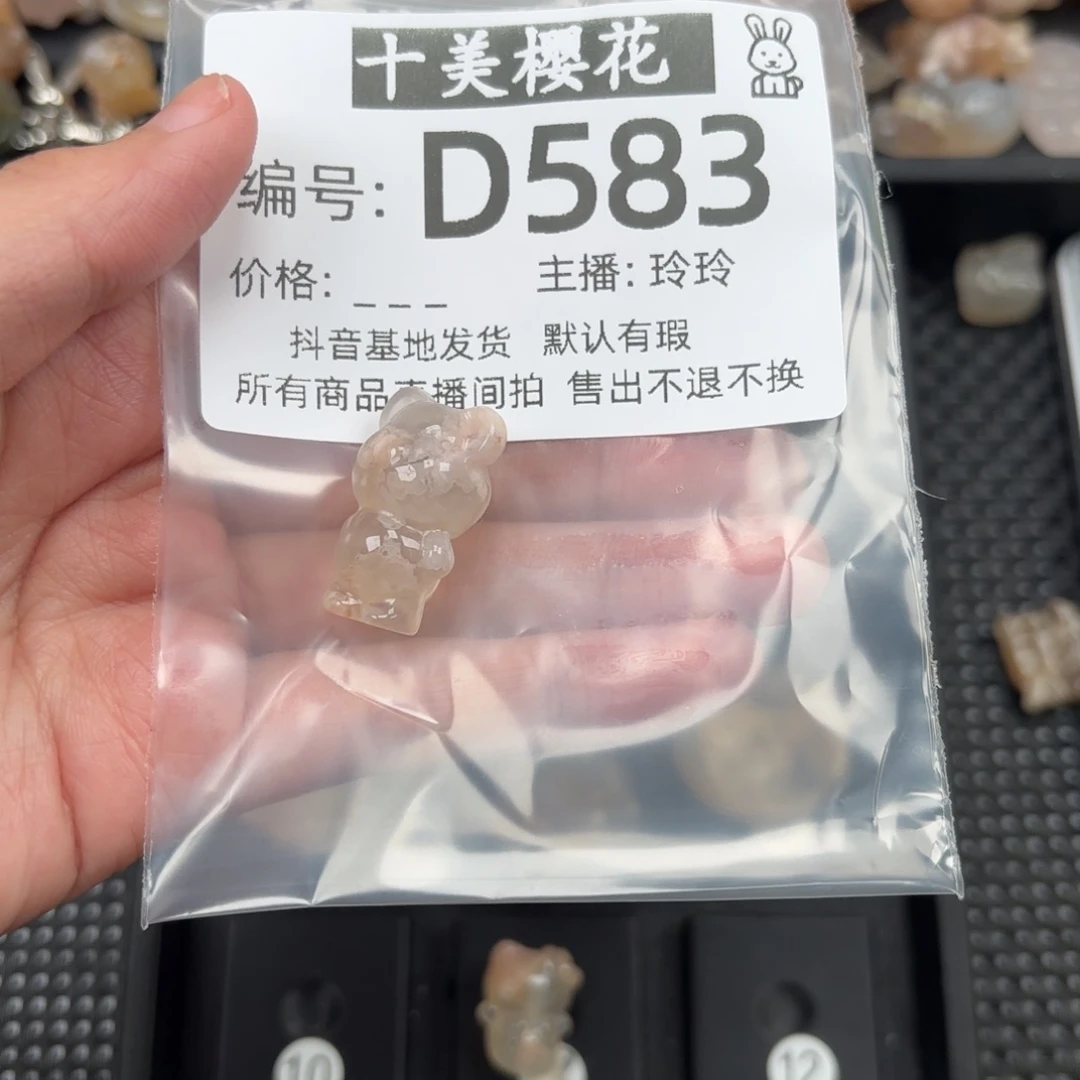 十美樱花
编号: D583
价格: _ _ _ 主播: 玲玲
抖音基地发货 默认有瑕
所有商品直播间拍 售出不退不换
10
12